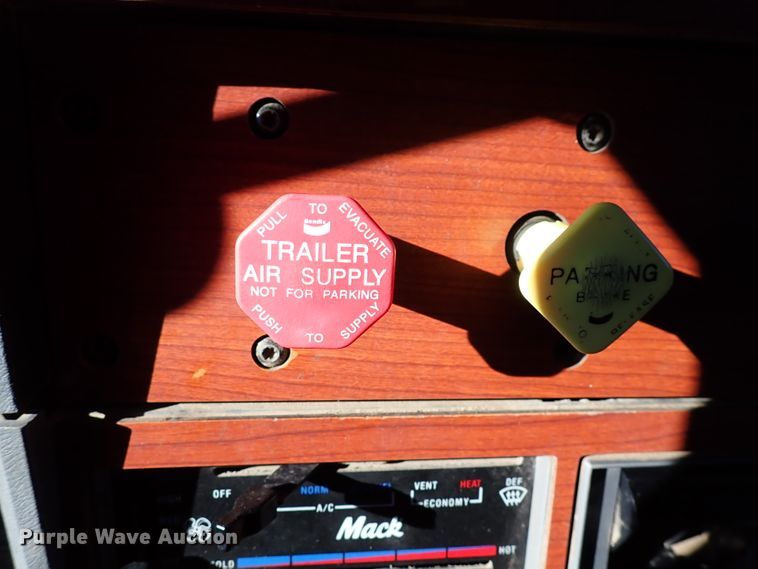 PULL TO EVACUATE
Bendix
TRAILER
AIR SUPPLY
NOT FOR PARKING
PUSH TO SUPPLY
PARKING
BRAKE
OFF
NORM
VENT
HEAT
DEF
A/C
ECONOMY
Mack
HOT
Purple Wave Auction